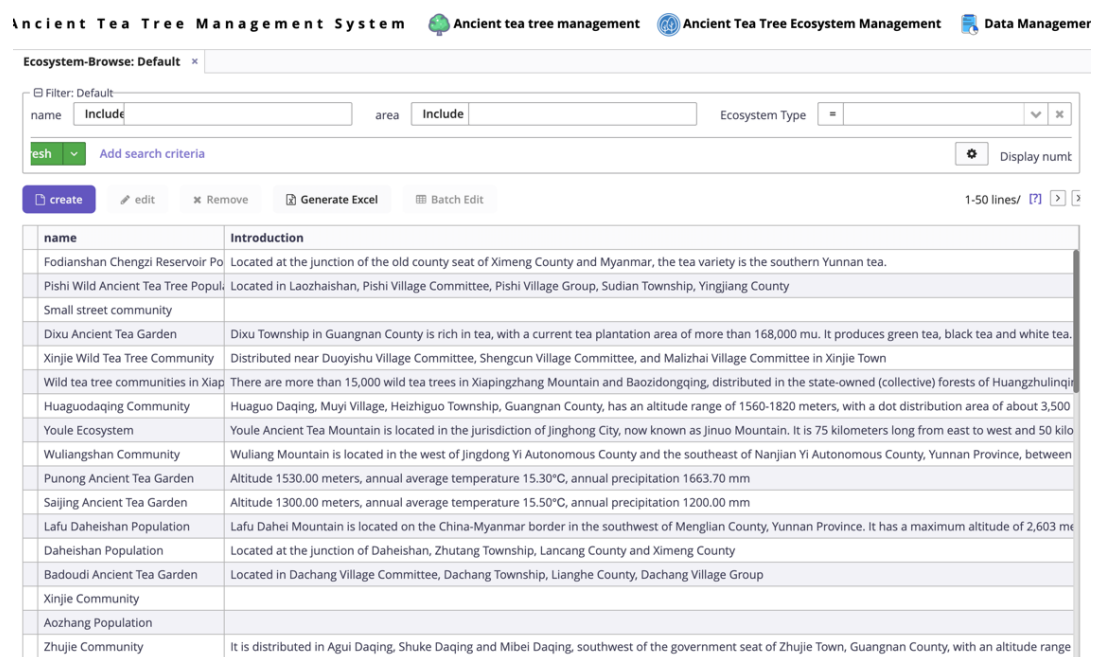 Ancient Tea Tree Management System Ancient tea tree management Ancient Tea Tree Ecosystem Management Data Managemer
Ecosystem-Browse: Default ×
Filter: Default
name Include area Include Ecosystem Type =
resh Add search criteria Display numb
create edit Remove Generate Excel Batch Edit 1-50 lines/ [?]
name Introduction
Fodianshan Chengzi Reservoir Po Located at the junction of the old county seat of Ximeng County and Myanmar, the tea variety is the southern Yunnan tea.
Pishi Wild Ancient Tea Tree Popula Located in Laozhaishan, Pishi Village Committee, Pishi Village Group, Sudian Township, Yingjiang County
Small street community
Dixu Ancient Tea Garden Dixu Township in Guangnan County is rich in tea, with a current tea plantation area of more than 168,000 mu. It produces green tea, black tea and white tea.
Xinjie Wild Tea Tree Community Distributed near Duoyishu Village Committee, Shengcun Village Committee, and Malizhai Village Committee in Xinjie Town
Wild tea tree communities in Xiap There are more than 15,000 wild tea trees in Xiapingzhang Mountain and Baozidongqing, distributed in the state-owned (collective) forests of Huangzhulinqin
Huaguodaqing Community Huaguo Daqing, Muyi Village, Heizhiguo Township, Guangnan County, has an altitude range of 1560-1820 meters, with a dot distribution area of about 3,500
Youle Ecosystem Youle Ancient Tea Mountain is located in the jurisdiction of Jinghong City, now known as Jinuo Mountain. It is 75 kilometers long from east to west and 50 kilo
Wuliangshan Community Wuliang Mountain is located in the west of Jingdong Yi Autonomous County and the southeast of Nanjian Yi Autonomous County, Yunnan Province, between
Punong Ancient Tea Garden Altitude 1530.00 meters, annual average temperature 15.30°C, annual precipitation 1663.70 mm
Saijing Ancient Tea Garden Altitude 1300.00 meters, annual average temperature 15.50°C, annual precipitation 1200.00 mm
Lafu Daheishan Population Lafu Dahei Mountain is located on the China-Myanmar border in the southwest of Menglian County, Yunnan Province. It has a maximum altitude of 2,603 me
Daheishan Population Located at the junction of Daheishan, Zhutang Township, Lancang County and Ximeng County
Badoudi Ancient Tea Garden Located in Dachang Village Committee, Dachang Township, Lianghe County, Dachang Village Group
Xinjie Community
Aozhang Population
Zhujie Community It is distributed in Agui Daqing, Shuke Daqing and Mibei Daqing, southwest of the government seat of Zhujie Town, Guangnan County, with an altitude range